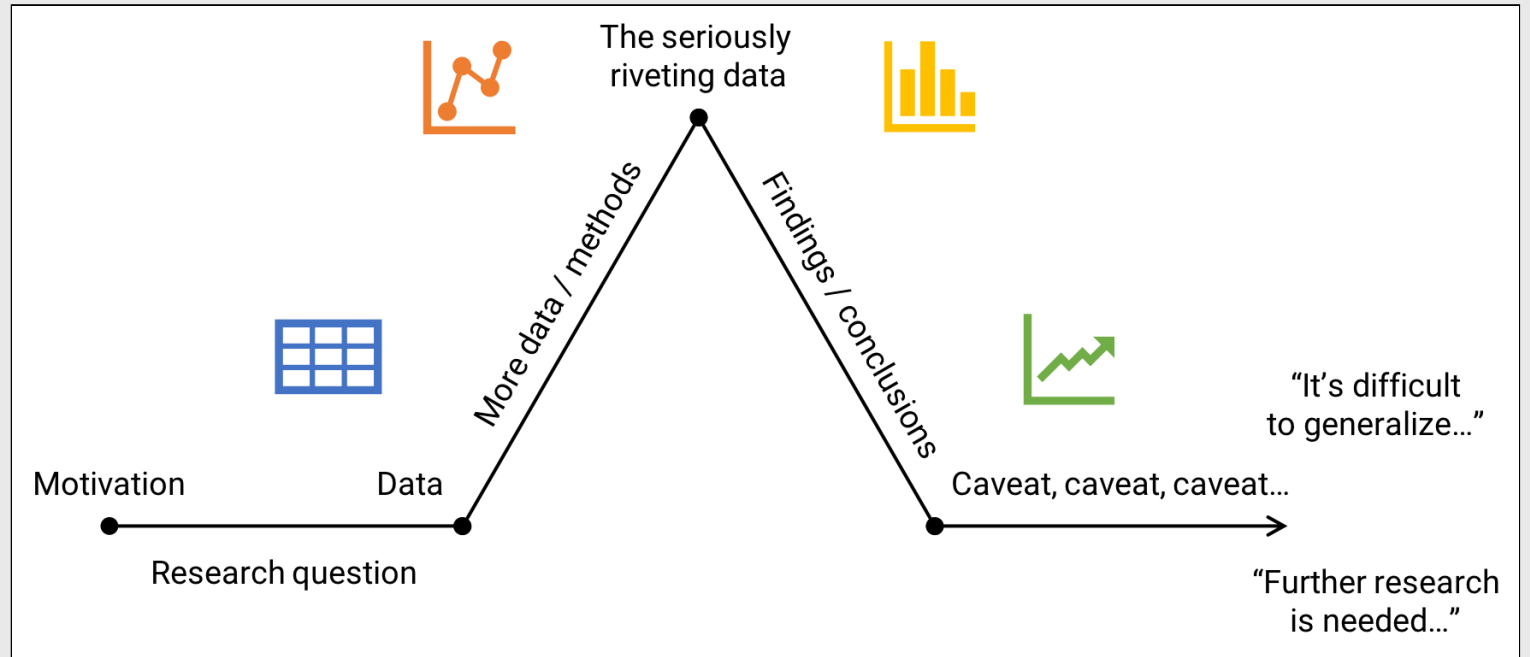 The seriously
riveting data
More data / methods
Findings / conclusions
“It’s difficult
to generalize…”
Motivation
Data
Caveat, caveat, caveat…
Research question
“Further research
is needed…”